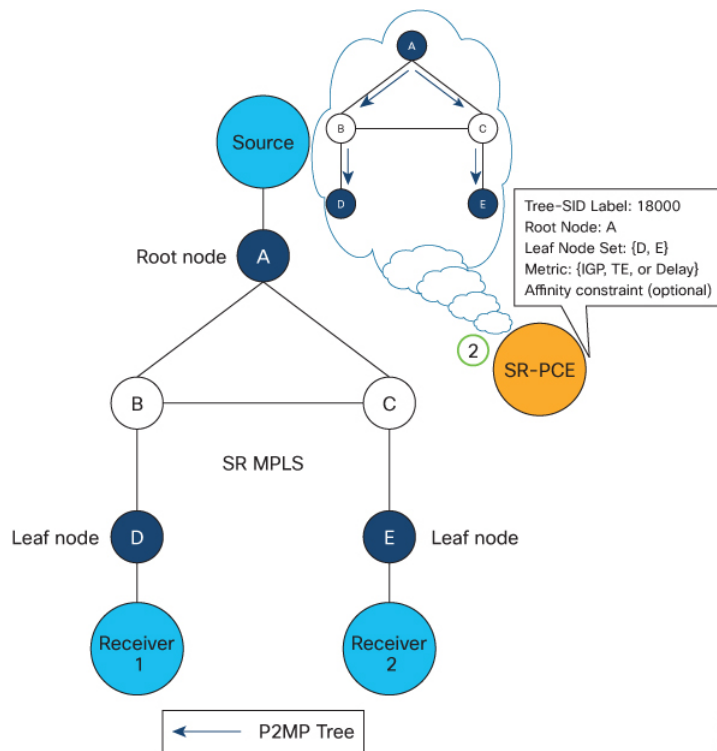 A
B
C
D
E
Source
Tree-SID Label: 18000
Root Node: A
Leaf Node Set: {D, E}
Metric: {IGP, TE, or Delay}
Affinity constraint (optional)
Root node
A
2
SR-PCE
B
C
SR MPLS
Leaf node
D
E
Leaf node
Receiver
1
Receiver
2
P2MP Tree